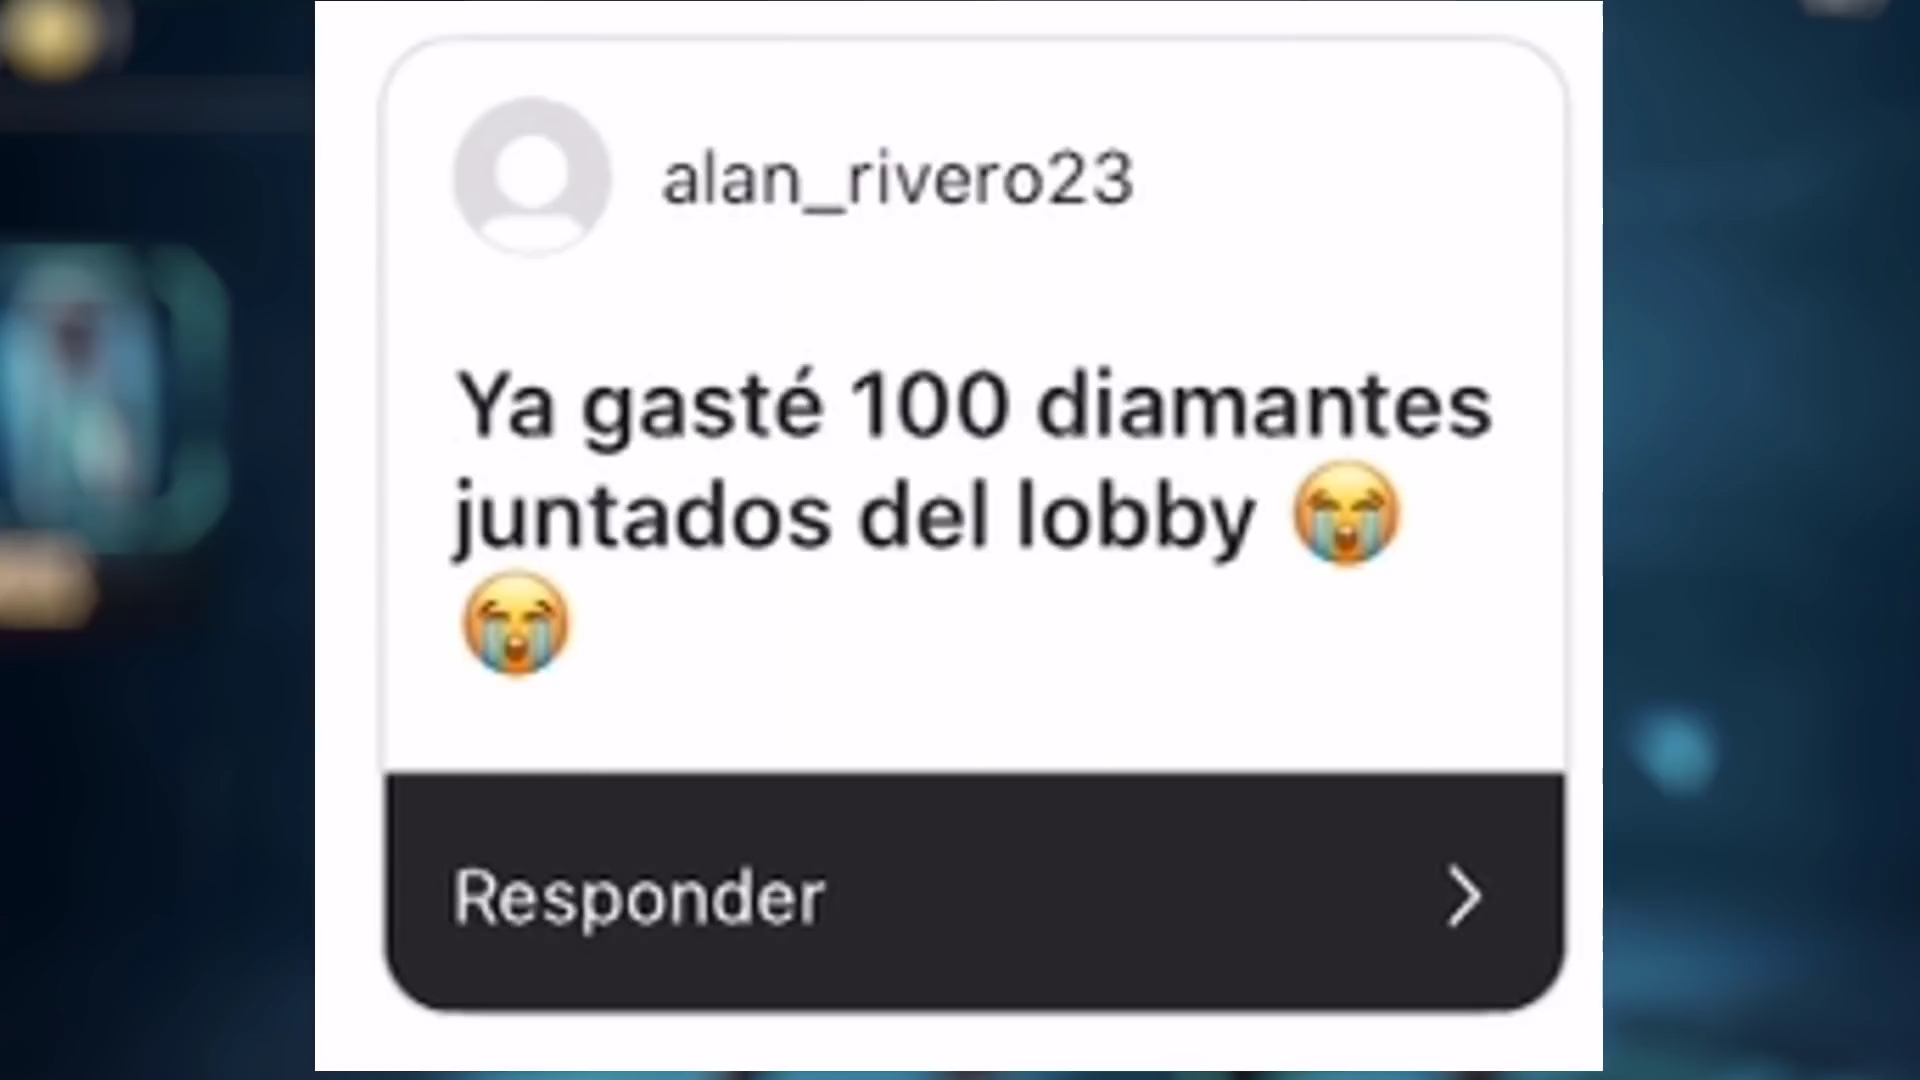 alan_rivero23
Ya gasté 100 diamantes
juntados del lobby 😭
😭
Responder